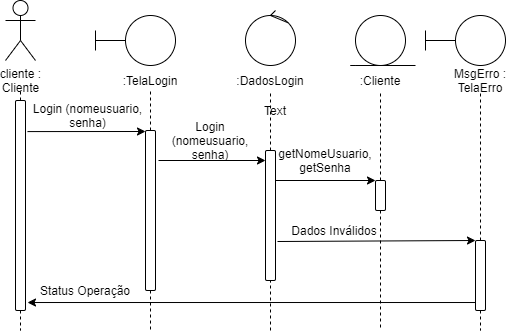 cliente :
Cliente
:TelaLogin
:DadosLogin
:Cliente
MsgErro :
TelaErro
Text
Login (nomeusuario,
senha)
Login
(nomeusuario,
senha)
getNomeUsuario,
getSenha
Dados Inválidos
Status Operação